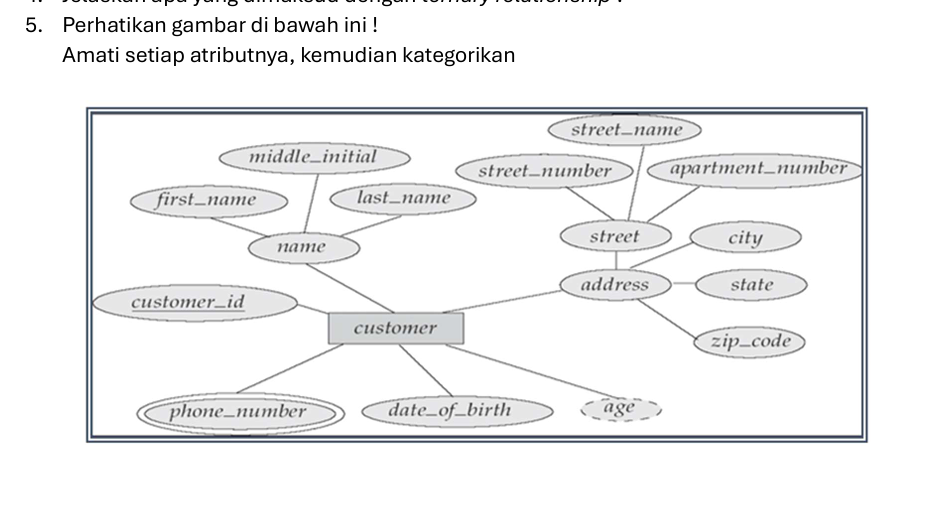 5. Perhatikan gambar di bawah ini !
Amati setiap atributnya, kemudian kategorikan
street_name
middle_initial
street_number
apartment_number
first_name
last_name
name
street
city
address
state
customer_id
customer
zip_code
phone_number
date_of_birth
age